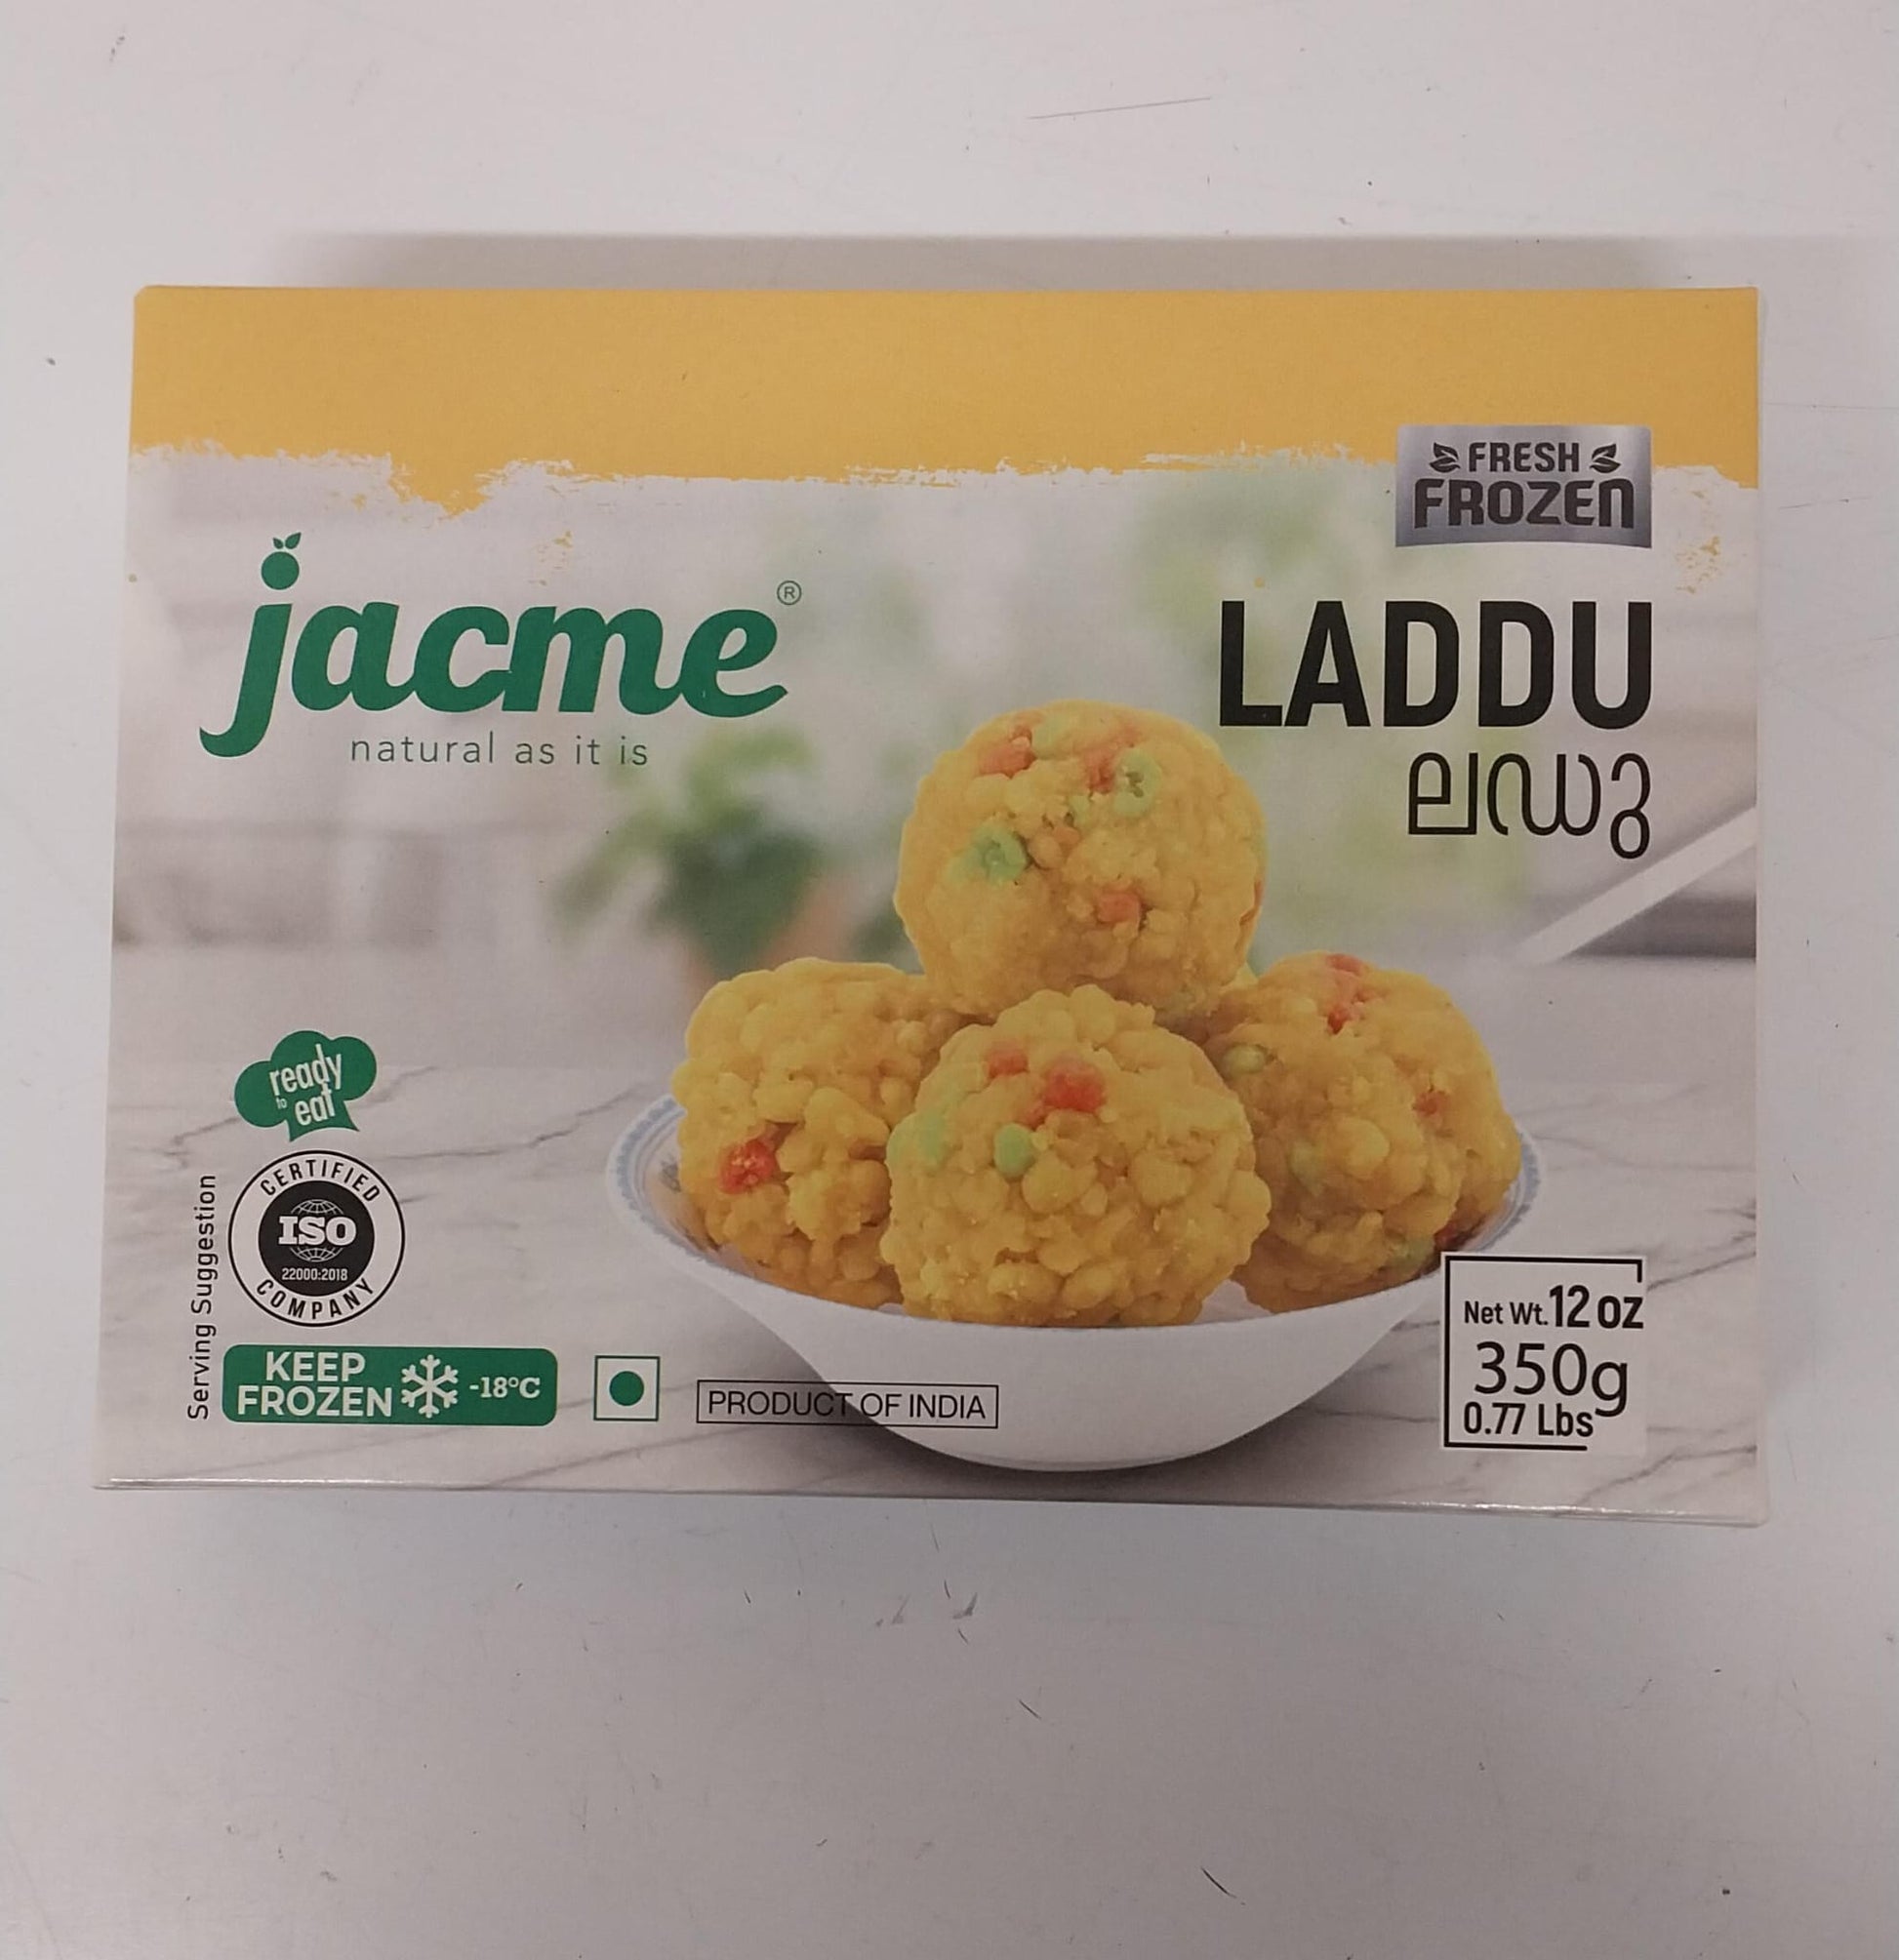 FRESH
FROZEN
jacme®
natural as it is
LADDU
ലഡു
ready
to eat
CERTIFIED
ISO
22000:2018
COMPANY
Serving Suggestion
KEEP
FROZEN
-18°C
PRODUCT OF INDIA
Net Wt. 12 oz
350g
0.77 Lbs